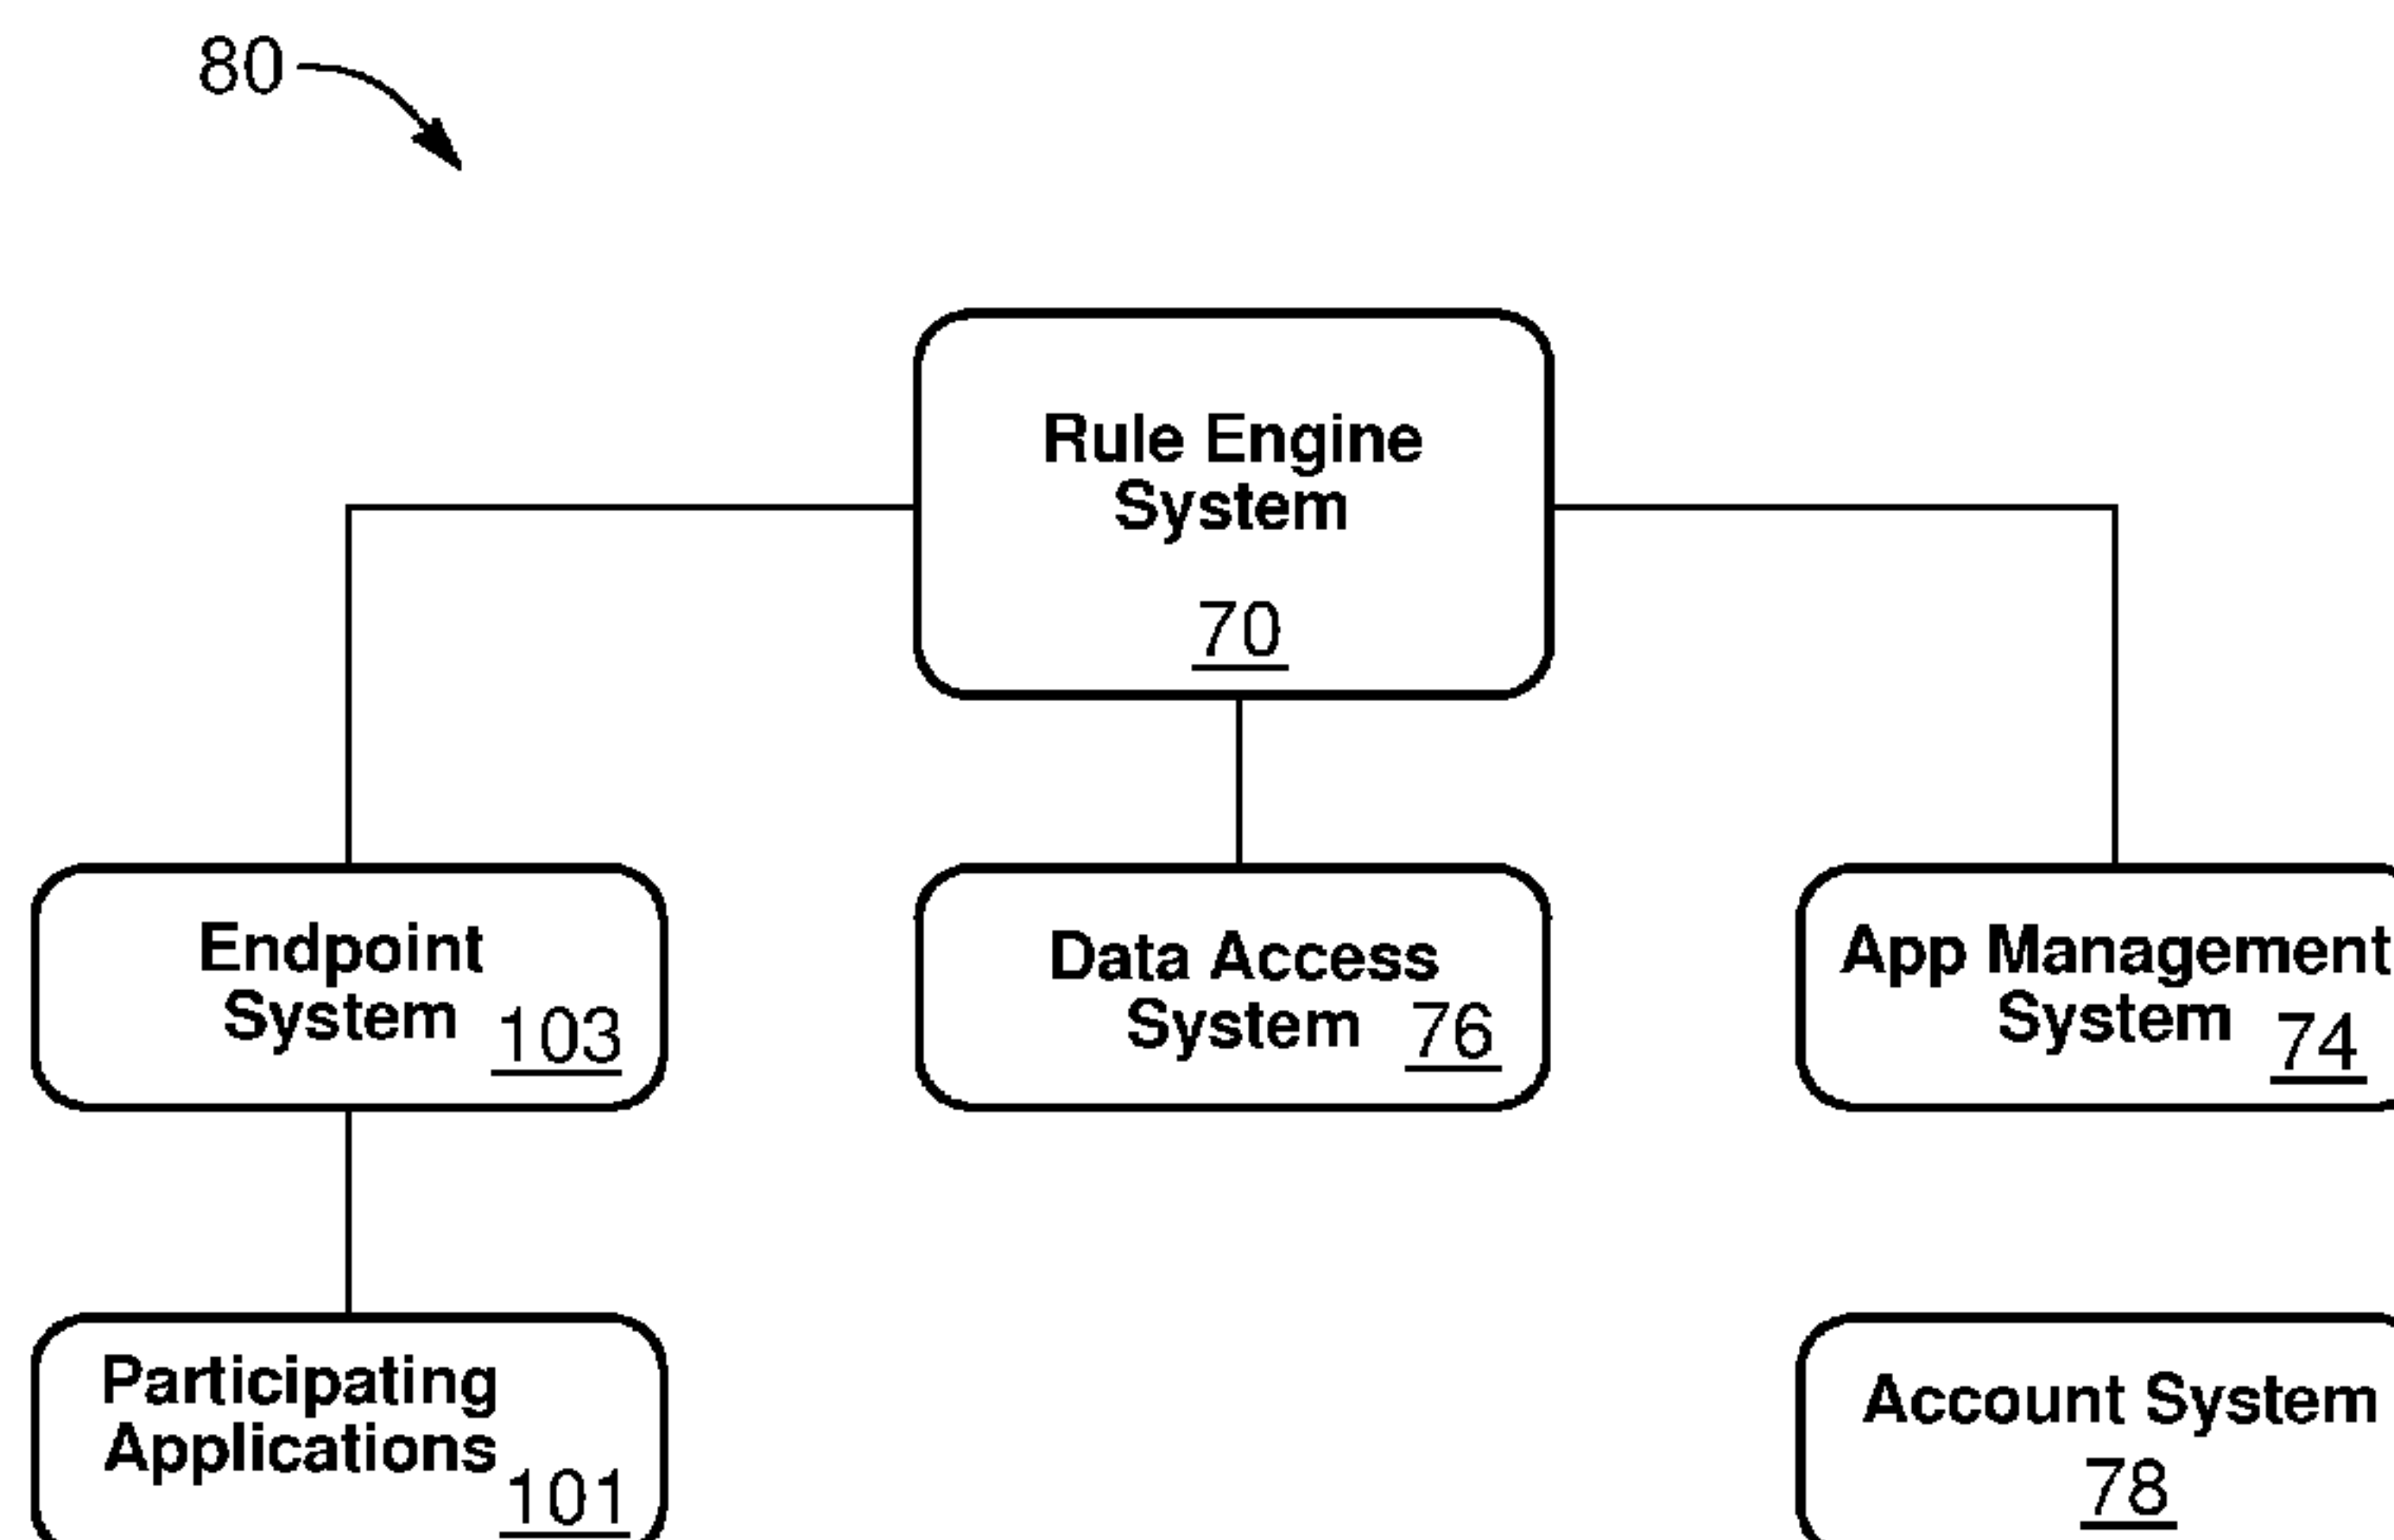 80
Rule Engine
System
70
Endpoint
System 103
Data Access
System 76
App Management
System 74
Participating
Applications
101
Account System
78